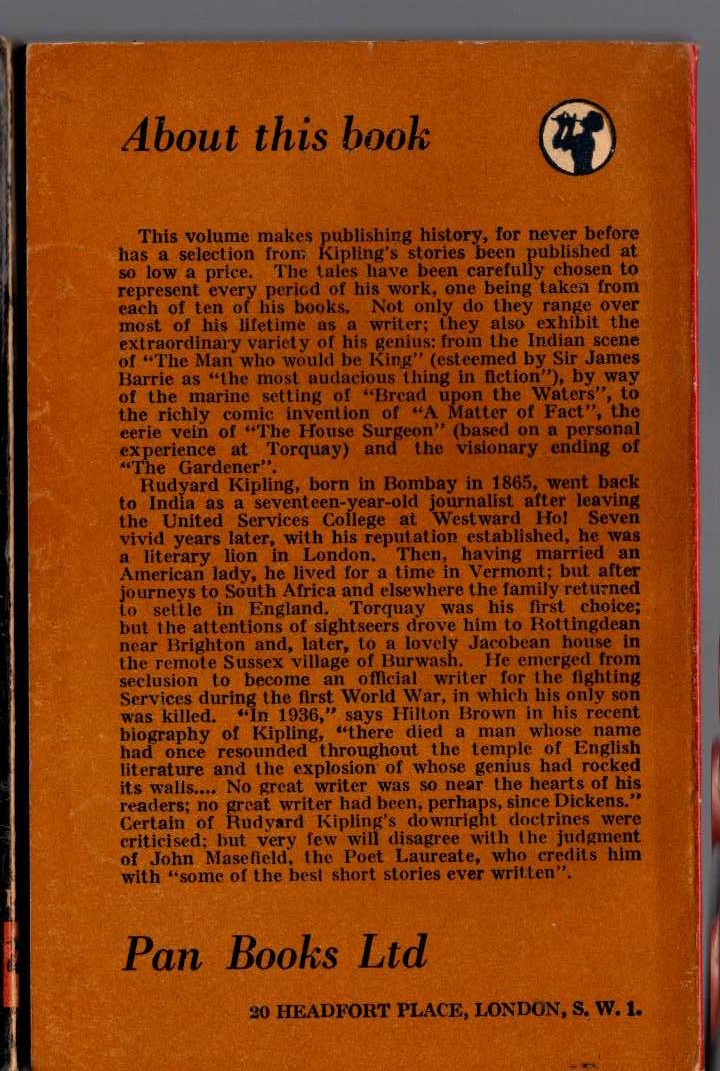 About this book
This volume makes publishing history, for never before
has a selection from Kipling's stories been published at
so low a price. The tales have been carefully chosen to
represent every period of his work, one being taken from
each of ten of his books. Not only do they range over
most of his lifetime as a writer; they also exhibit the
extraordinary variety of his genius: from the Indian scene
of "The Man who would be King" (esteemed by Sir James
Barrie as "the most audacious thing in fiction"), by way
of the marine setting of "Bread upon the Waters", to
the richly comic invention of "A Matter of Fact", the
eerie vein of "The House Surgeon" (based on a personal
experience at Torquay) and the visionary ending of
"The Gardener".
Rudyard Kipling, born in Bombay in 1865, went back
to India as a seventeen-year-old journalist after leaving
the United Services College at Westward Ho! Seven
vivid years later, with his reputation established, he was
a literary lion in London. Then, having married an
American lady, he lived for a time in Vermont; but after
journeys to South Africa and elsewhere the family returned
to settle in England. Torquay was his first choice;
but the attentions of sightseers drove him to Rottingdean
near Brighton and, later, to a lovely Jacobean house in
the remote Sussex village of Burwash. He emerged from
seclusion to become an official writer for the fighting
Services during the first World War, in which his only son
was killed. "In 1936," says Hilton Brown in his recent
biography of Kipling, "there died a man whose name
had once resounded throughout the temple of English
literature and the explosion of whose genius had rocked
its walls.... No great writer was so near the hearts of his
readers; no great writer had been, perhaps, since Dickens."
Certain of Rudyard Kipling's downright doctrines were
criticised; but very few will disagree with the judgment
of John Masefield, the Poet Laureate, who credits him
with "some of the best short stories ever written".
Pan Books Ltd
20 HEADFORT PLACE, LONDON, S. W. 1.